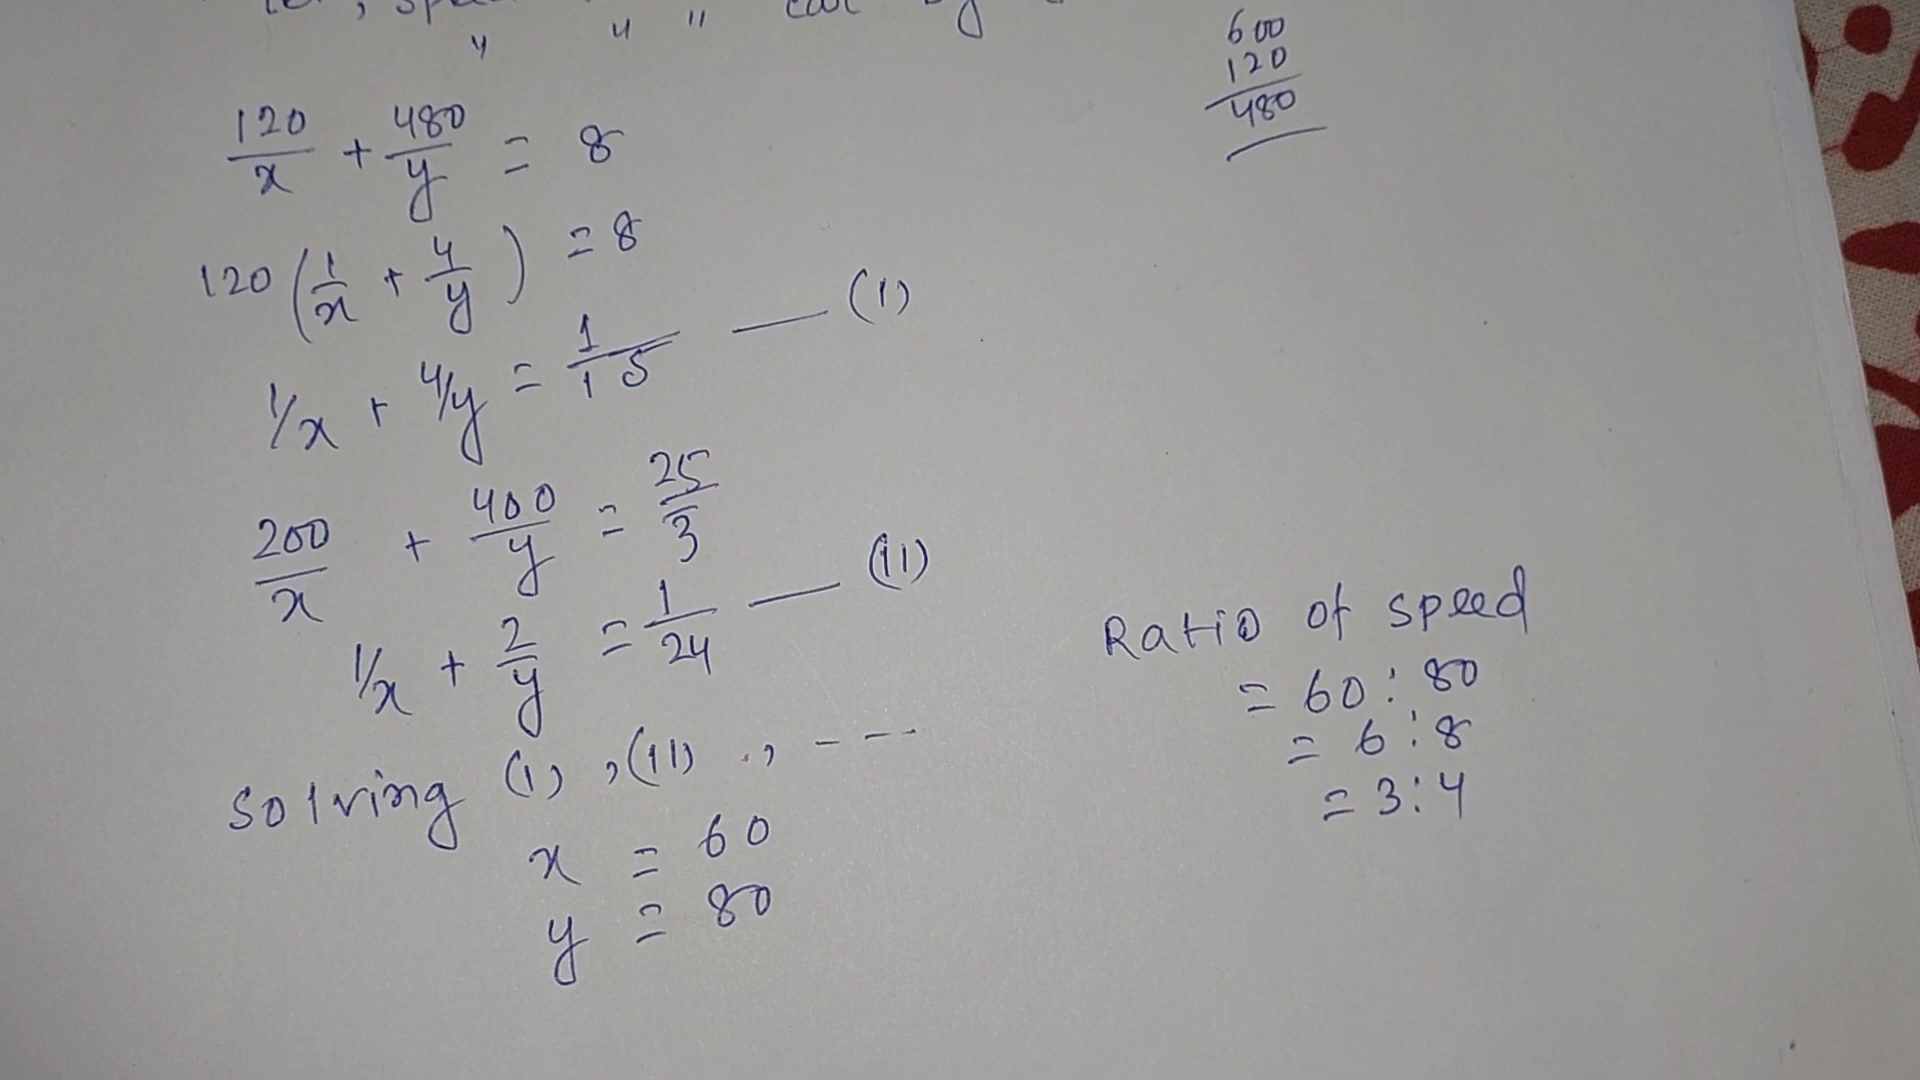 " " "
120/x + 480/y = 8
120 (1/x + 4/y) = 8
1/x + 4/y = 1/15 — (1)
200/x + 400/y = 25/3
1/x + 2/y = 1/24 — (11)
Solving (1), (11) ., - - -
x = 60
y = 80
600
120
480
Ratio of speed
= 60 : 80
= 6 : 8
= 3 : 4